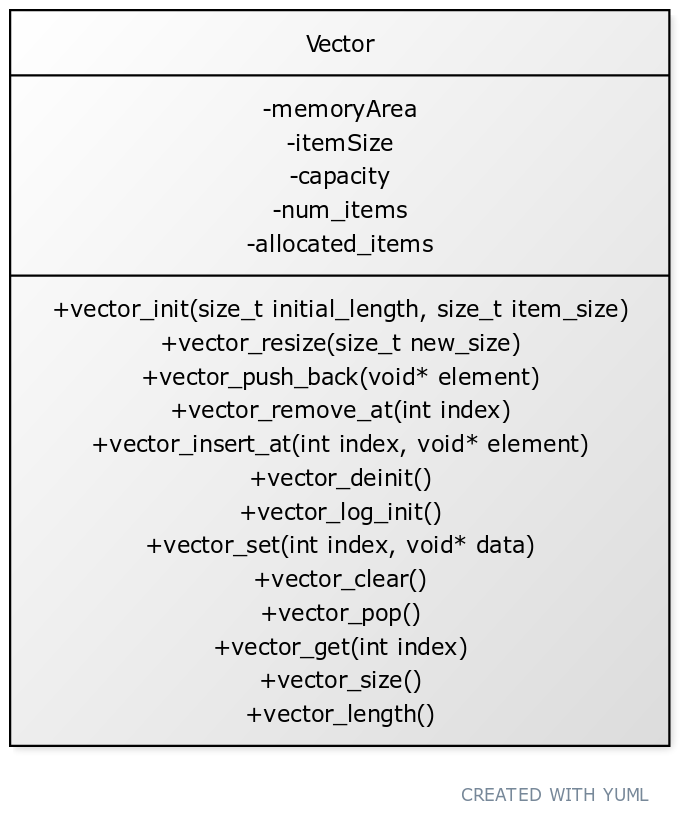 Vector
-memoryArea
-itemSize
-capacity
-num_items
-allocated_items
+vector_init(size_t initial_length, size_t item_size)
+vector_resize(size_t new_size)
+vector_push_back(void* element)
+vector_remove_at(int index)
+vector_insert_at(int index, void* element)
+vector_deinit()
+vector_log_init()
+vector_set(int index, void* data)
+vector_clear()
+vector_pop()
+vector_get(int index)
+vector_size()
+vector_length()
CREATED WITH YUML